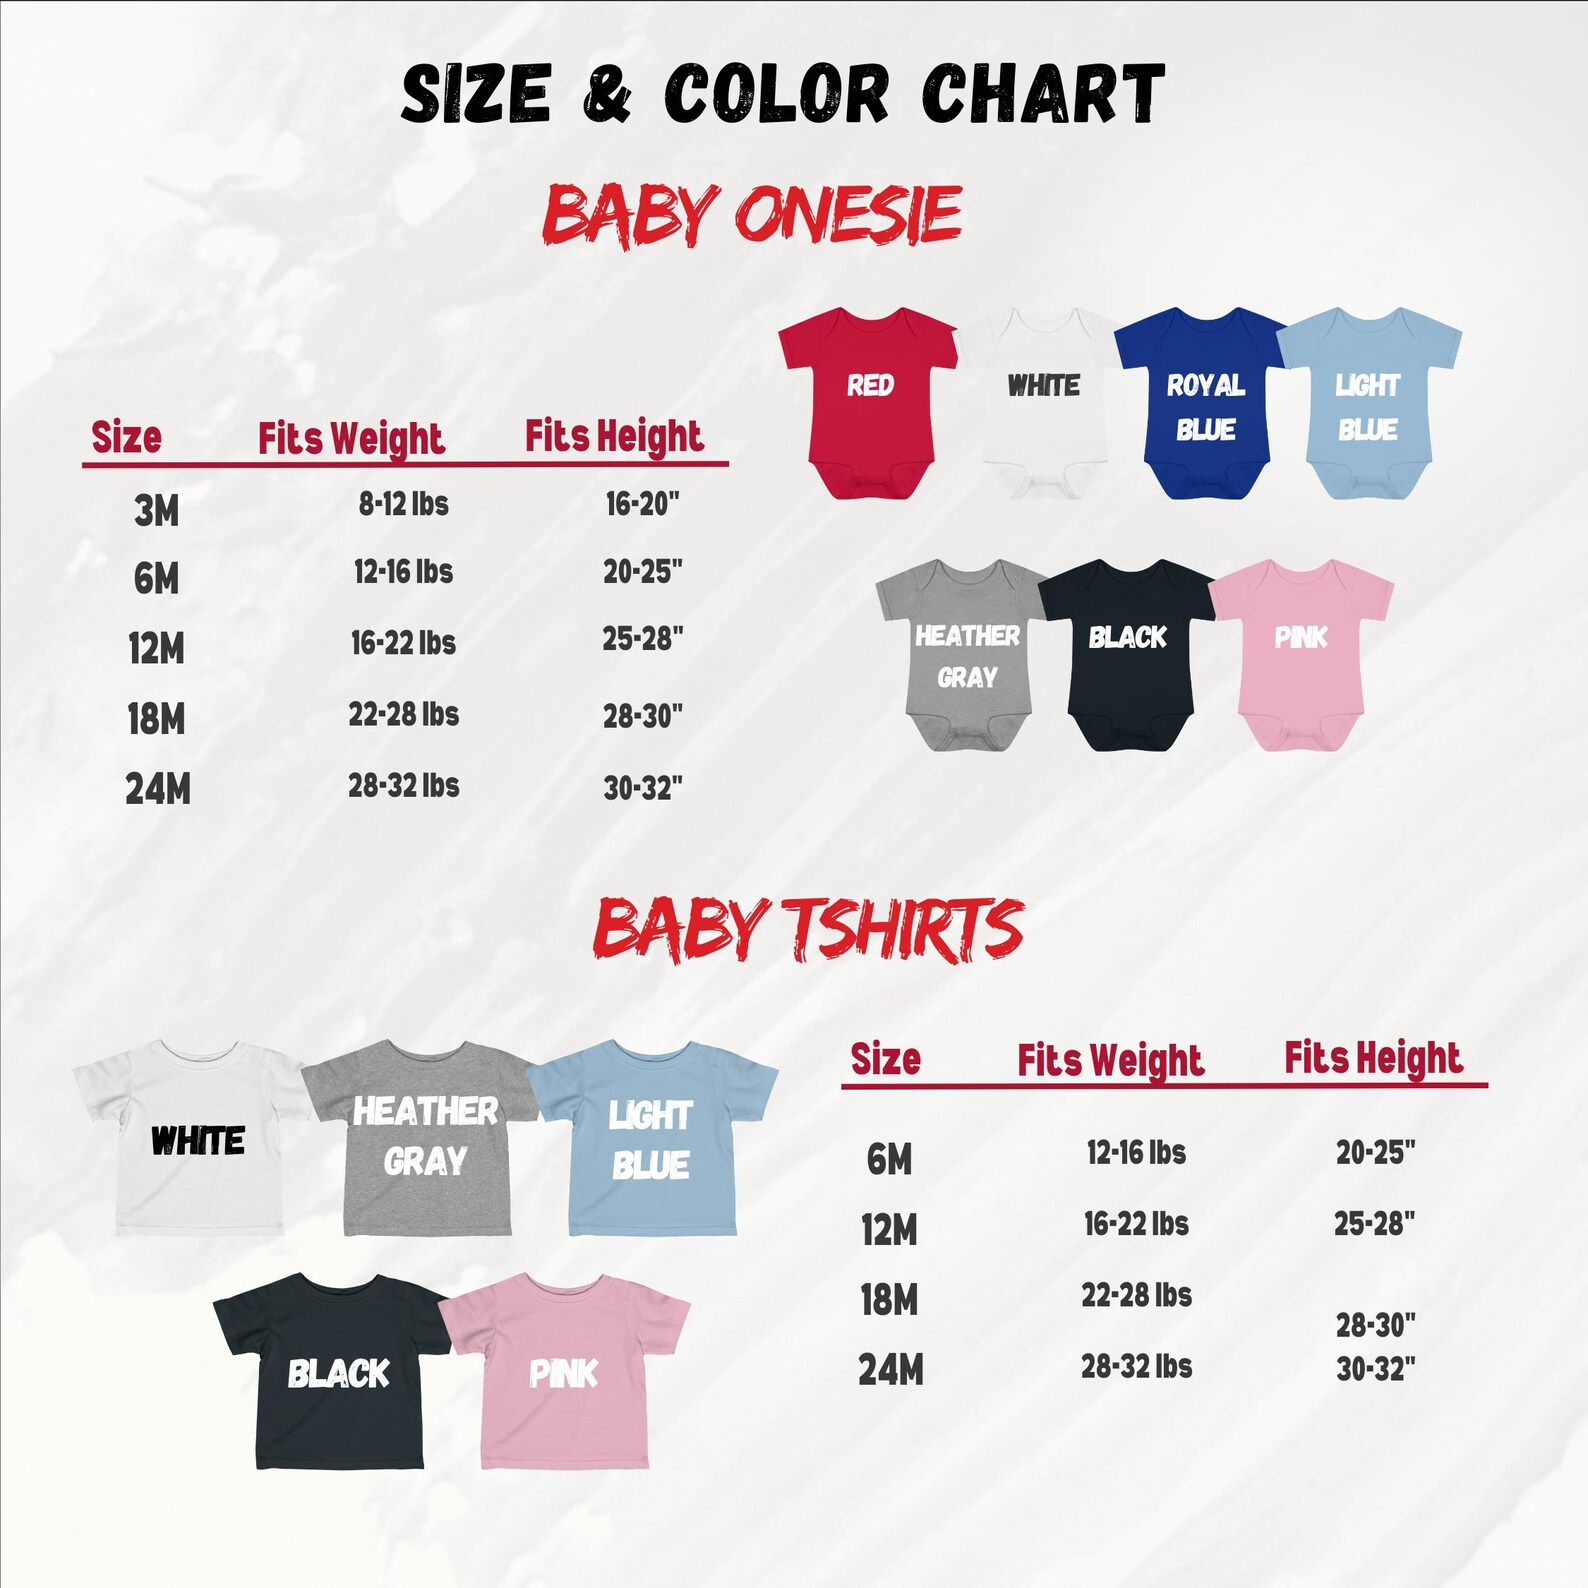 SIZE & COLOR CHART
BABY ONESIE
RED
WHITE
ROYAL
BLUE
LIGHT
BLUE
Size Fits Weight Fits Height
3M 8-12 lbs 16-20"
6M 12-16 lbs 20-25"
12M 16-22 lbs 25-28"
18M 22-28 lbs 28-30"
24M 28-32 lbs 30-32"
HEATHER
GRAY
BLACK
PINK
BABY TSHIRTS
WHITE
HEATHER
GRAY
LIGHT
BLUE
BLACK
PINK
Size Fits Weight Fits Height
6M 12-16 lbs 20-25"
12M 16-22 lbs 25-28"
18M 22-28 lbs 28-30"
24M 28-32 lbs 30-32"